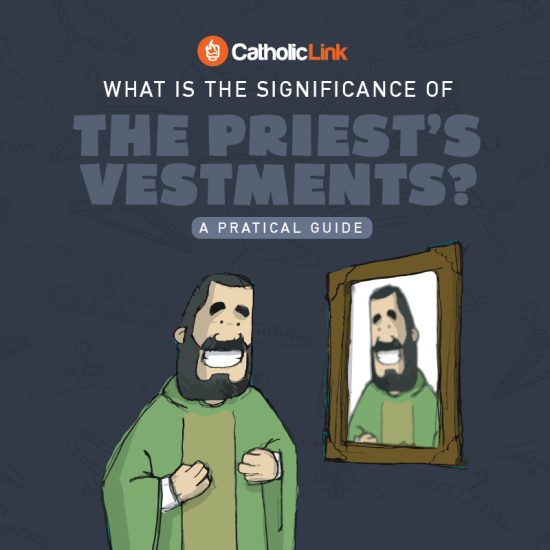 CatholicLink
WHAT IS THE SIGNIFICANCE OF
THE PRIEST'S
VESTMENTS?
A PRATICAL GUIDE